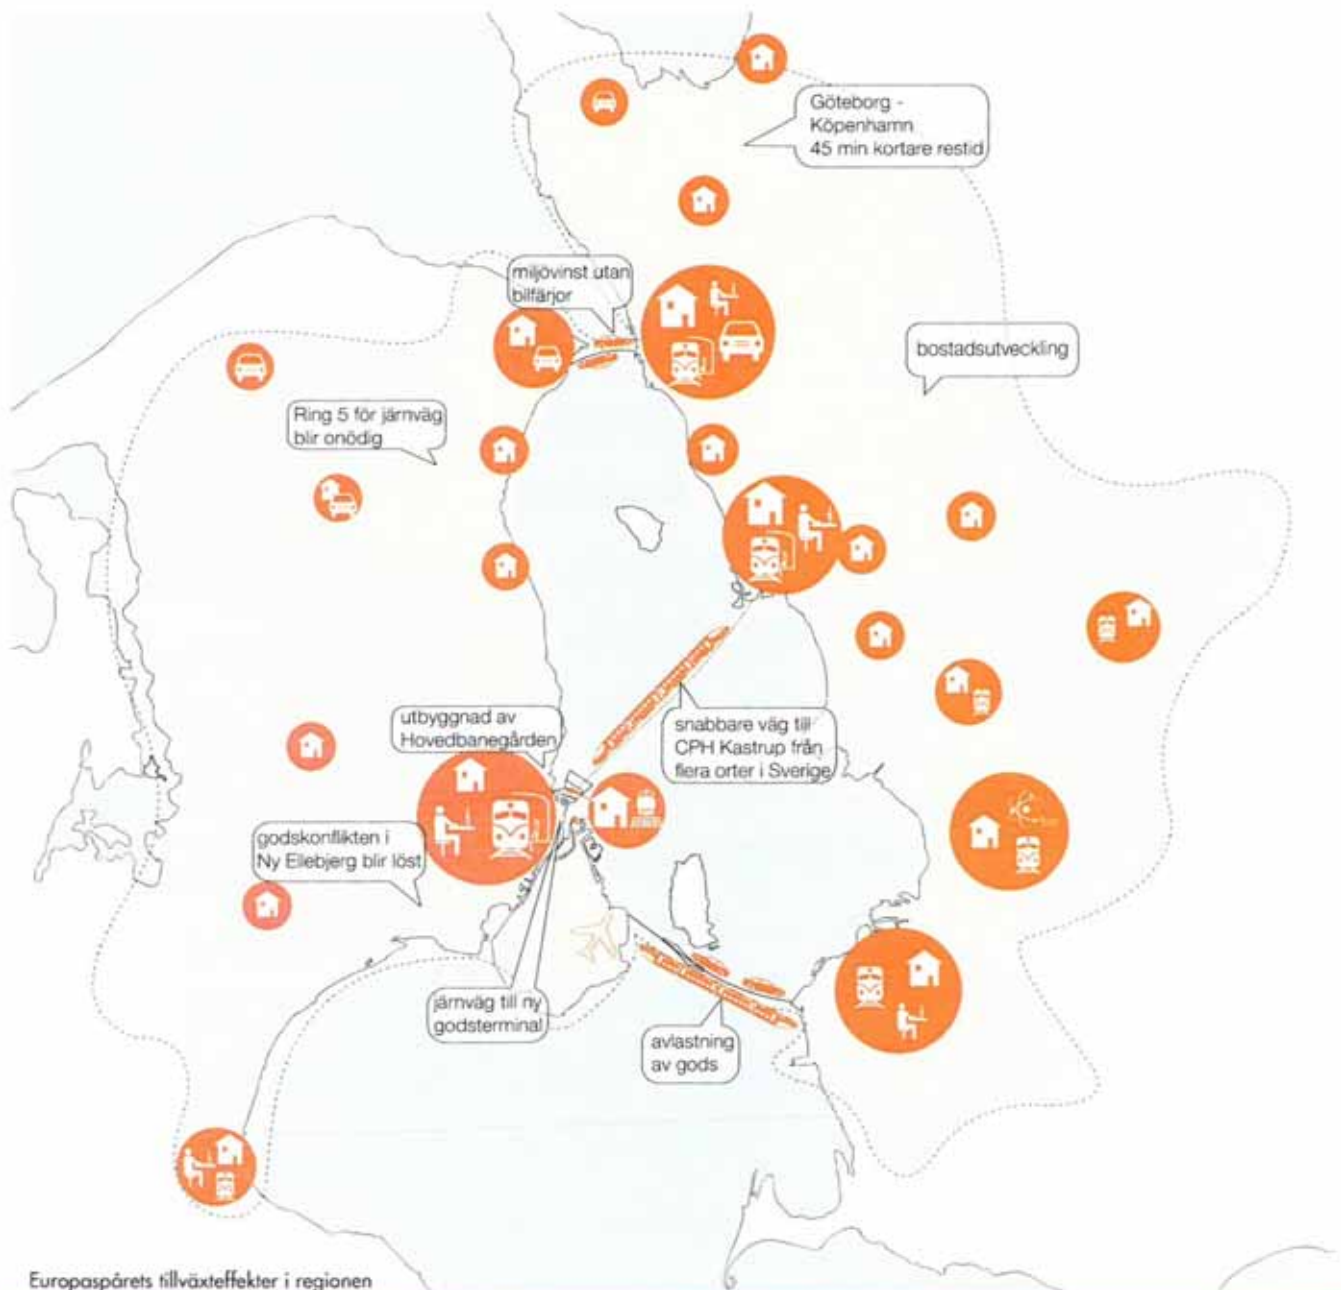 Göteborg -
Köpenhamn
45 min kortare restid
miljövinst utan
bilfärjor
bostadsutveckling
Ring 5 för järnväg
blir onödig
utbyggnad av
Hovedbanegården
snabbare väg till
CPH Kastrup från
flera orter i Sverige
godskonflikten i
Ny Ellebjerg blir löst
järnväg till ny
godsterminal
avlastning
av gods
Europaspårets tillväxteffekter i regionen